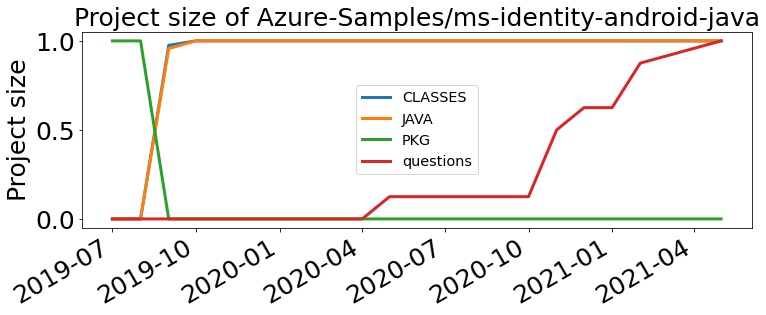 Project size of Azure-Samples/ms-identity-android-java
Project size
1.0
0.5
0.0
CLASSES
JAVA
PKG
questions
2019-07
2019-10
2020-01
2020-04
2020-07
2020-10
2021-01
2021-04